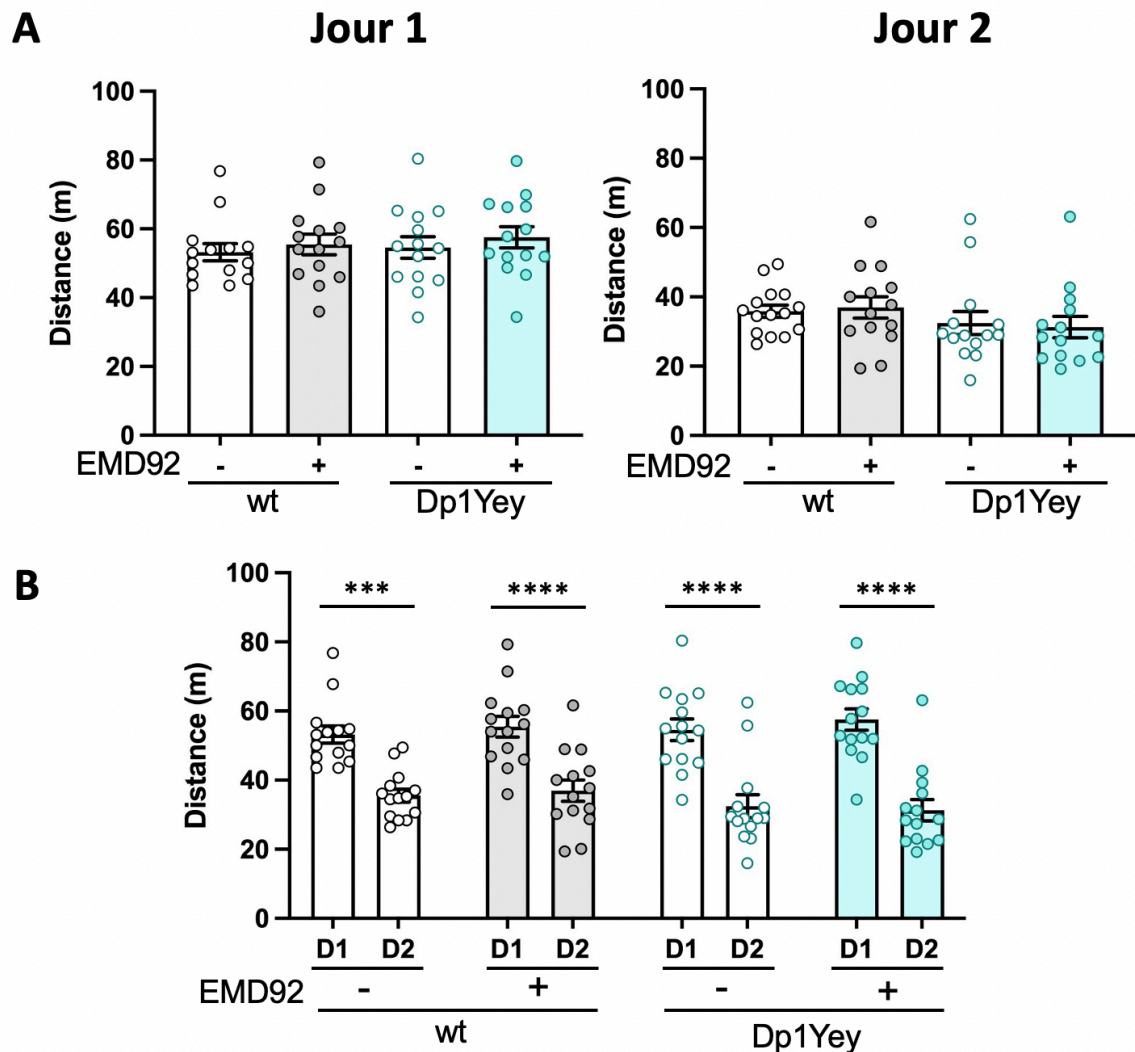 A
Jour 1
Jour 2
Distance (m)
100
80
60
40
20
0
EMD92
- + - +
wt Dp1Yey
Distance (m)
100
80
60
40
20
0
EMD92
- + - +
wt Dp1Yey
B
Distance (m)
100
80
60
40
20
0
*** **** **** ****
D1 D2 D1 D2 D1 D2 D1 D2
EMD92 - + - +
wt Dp1Yey